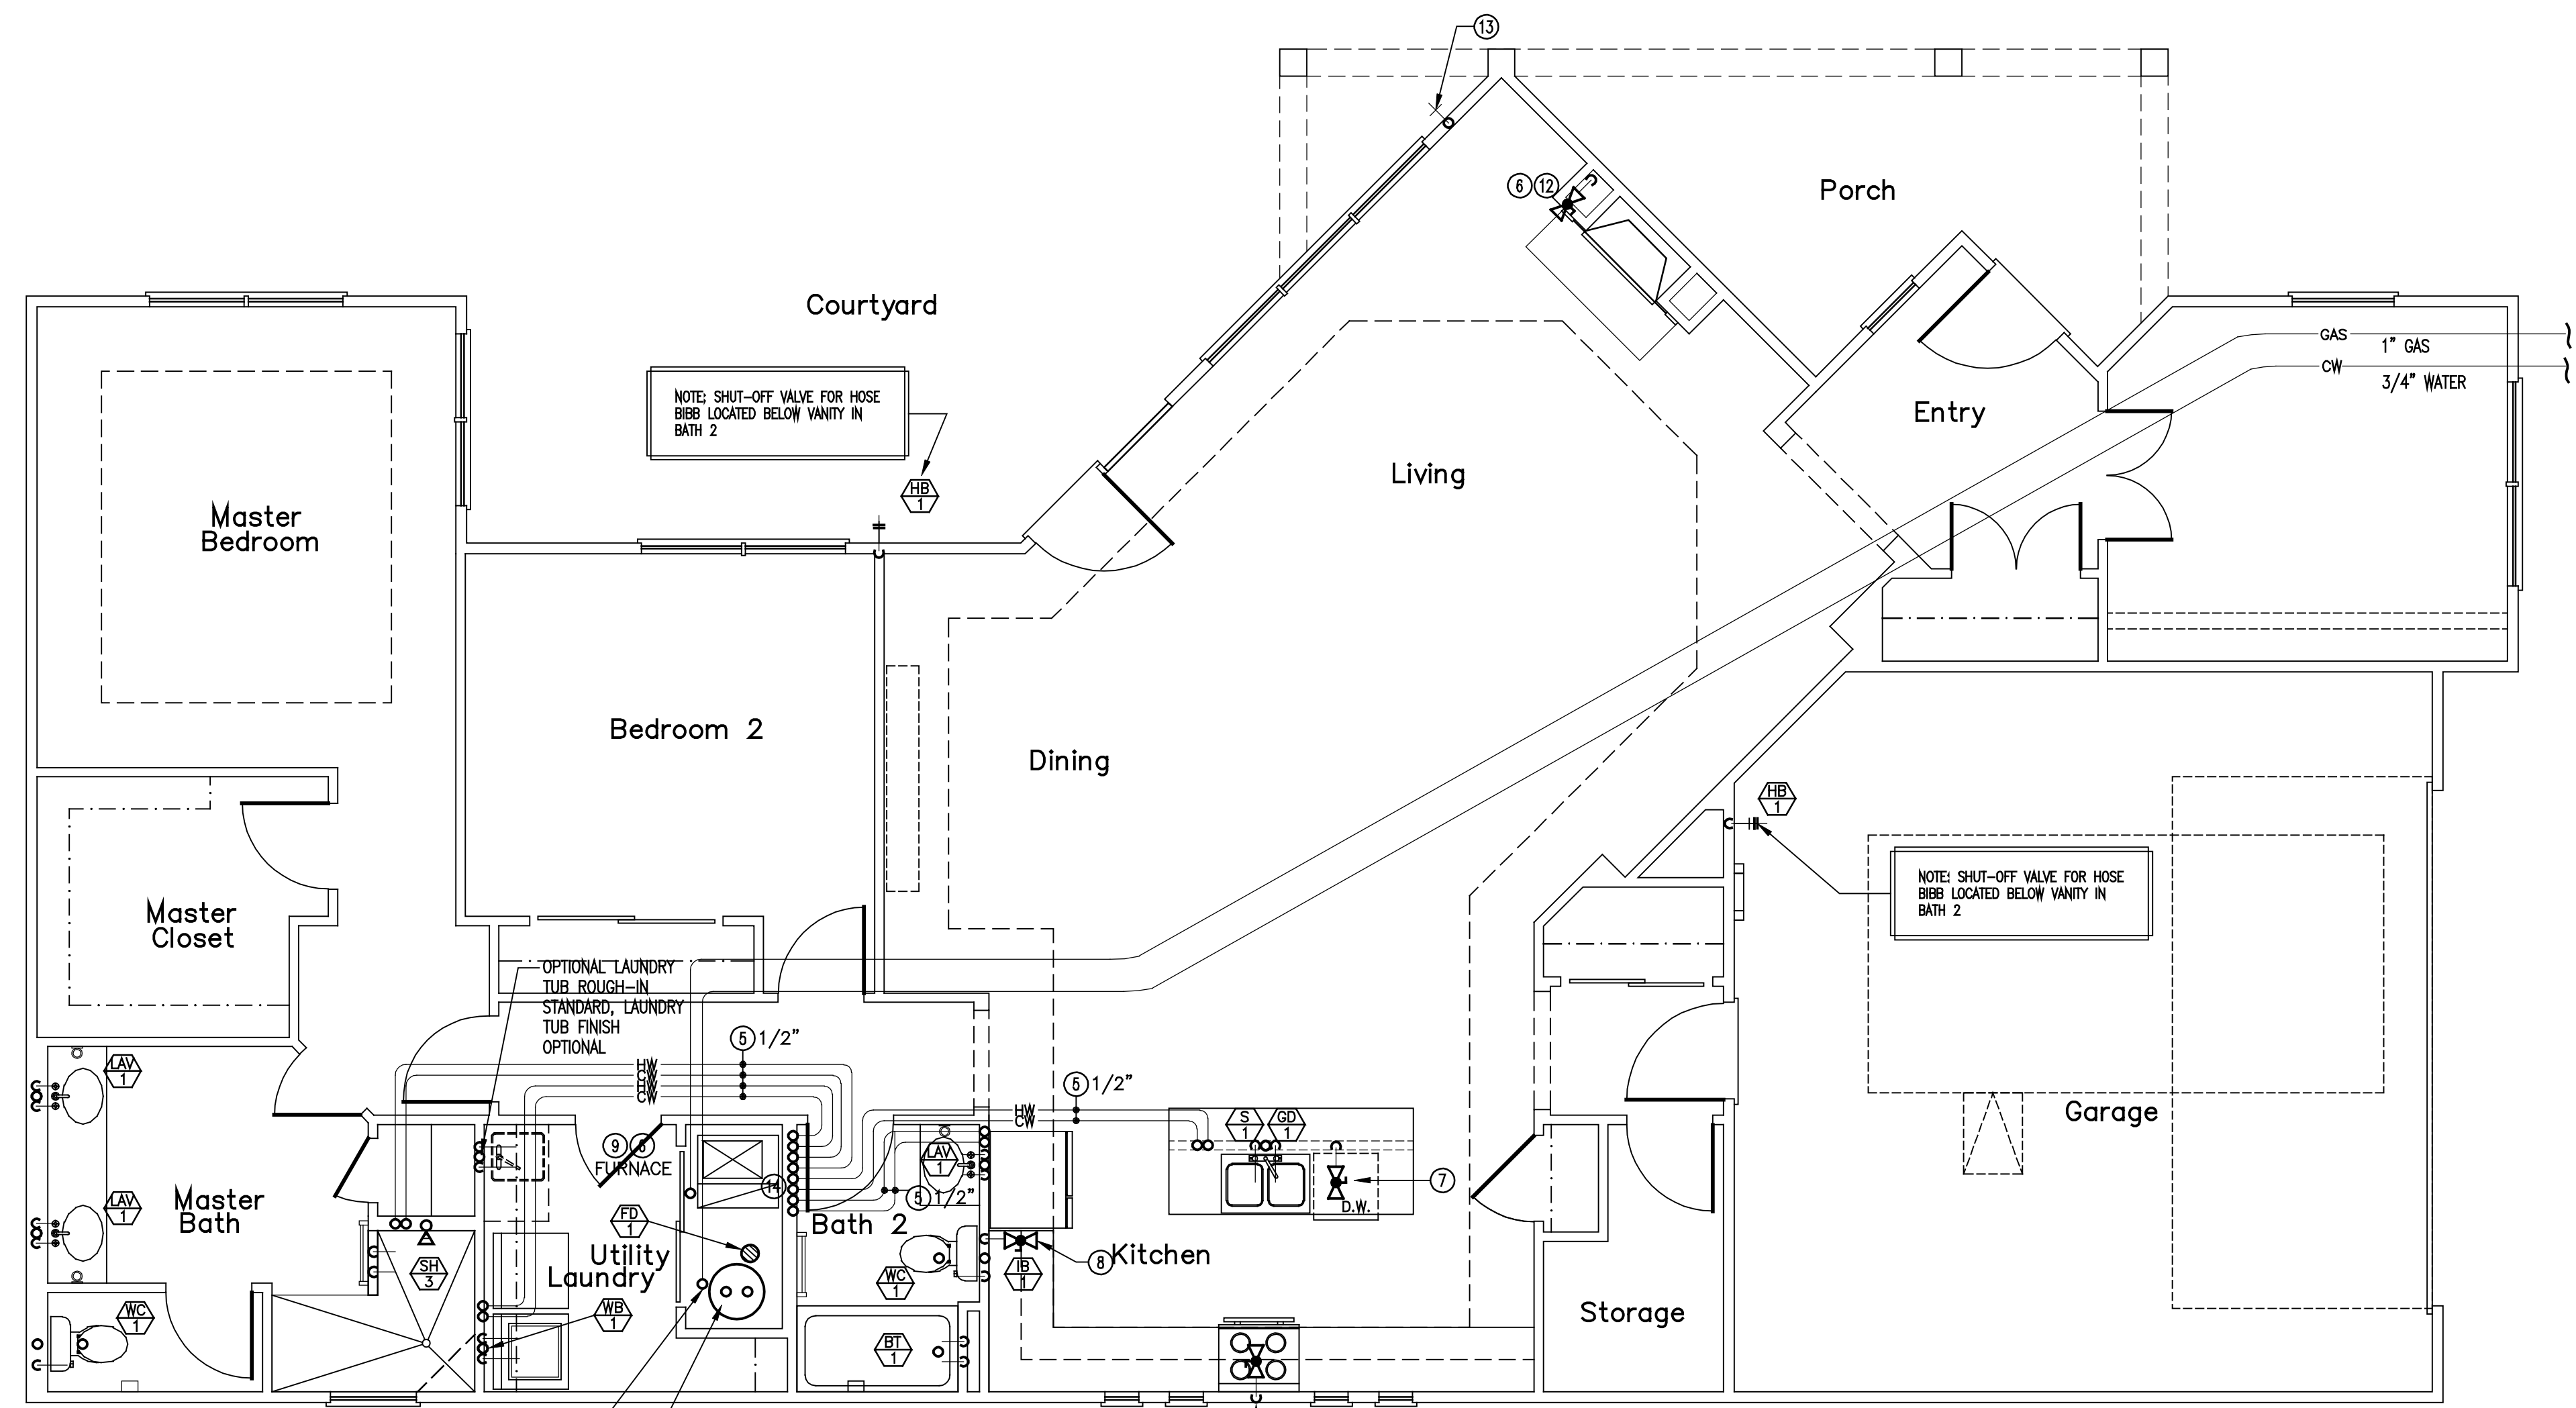 13
6
12
Porch
Courtyard
GAS
1" GAS
CW
3/4" WATER
NOTE; SHUT-OFF VALVE FOR HOSE
BIBB LOCATED BELOW VANITY IN
BATH 2
HB
1
Entry
Living
Master
Bedroom
Bedroom 2
Dining
HB
1
NOTE; SHUT-OFF VALVE FOR HOSE
BIBB LOCATED BELOW VANITY IN
BATH 2
Master
Closet
OPTIONAL LAUNDRY
TUB ROUGH-IN
STANDARD, LAUNDRY
TUB FINISH
OPTIONAL
5 1/2"
HW
CW
HW
CW
5 1/2"
HW
CW
LAV
1
S
1
GD
1
Garage
9
6
FURNACE
14
LAV
1
7
5 1/2"
D.W.
LAV
1
Master
Bath
FD
1
Bath 2
Utility
Laundry
8
Kitchen
IB
1
SH
3
WC
1
WC
1
WB
1
Storage
BT
1